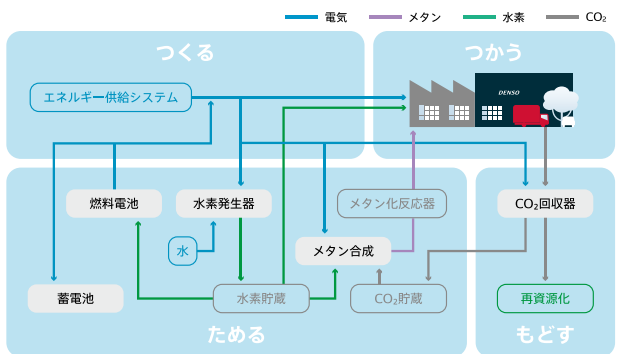 電気
メタン
水素
CO₂
つくる
つかう
エネルギー供給システム
DENSO
燃料電池
水素発生器
メタン化反応器
CO₂回収器
水
メタン合成
蓄電池
水素貯蔵
CO₂貯蔵
再資源化
ためる
もどす